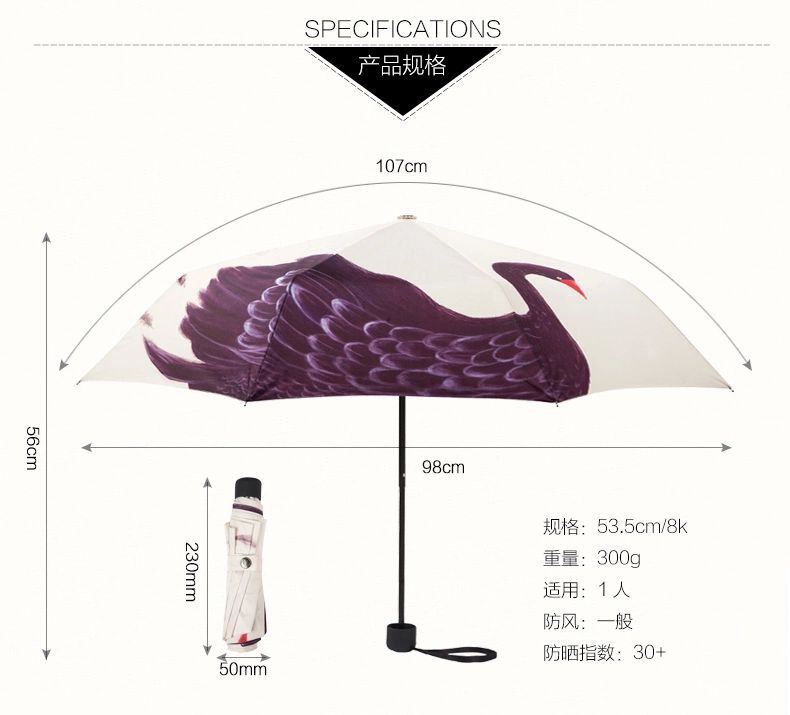 SPECIFICATIONS
产品规格
107cm
56cm
98cm
230mm
50mm
规格：53.5cm/8k
重量：300g
适用：1人
防风：一般
防晒指数：30+